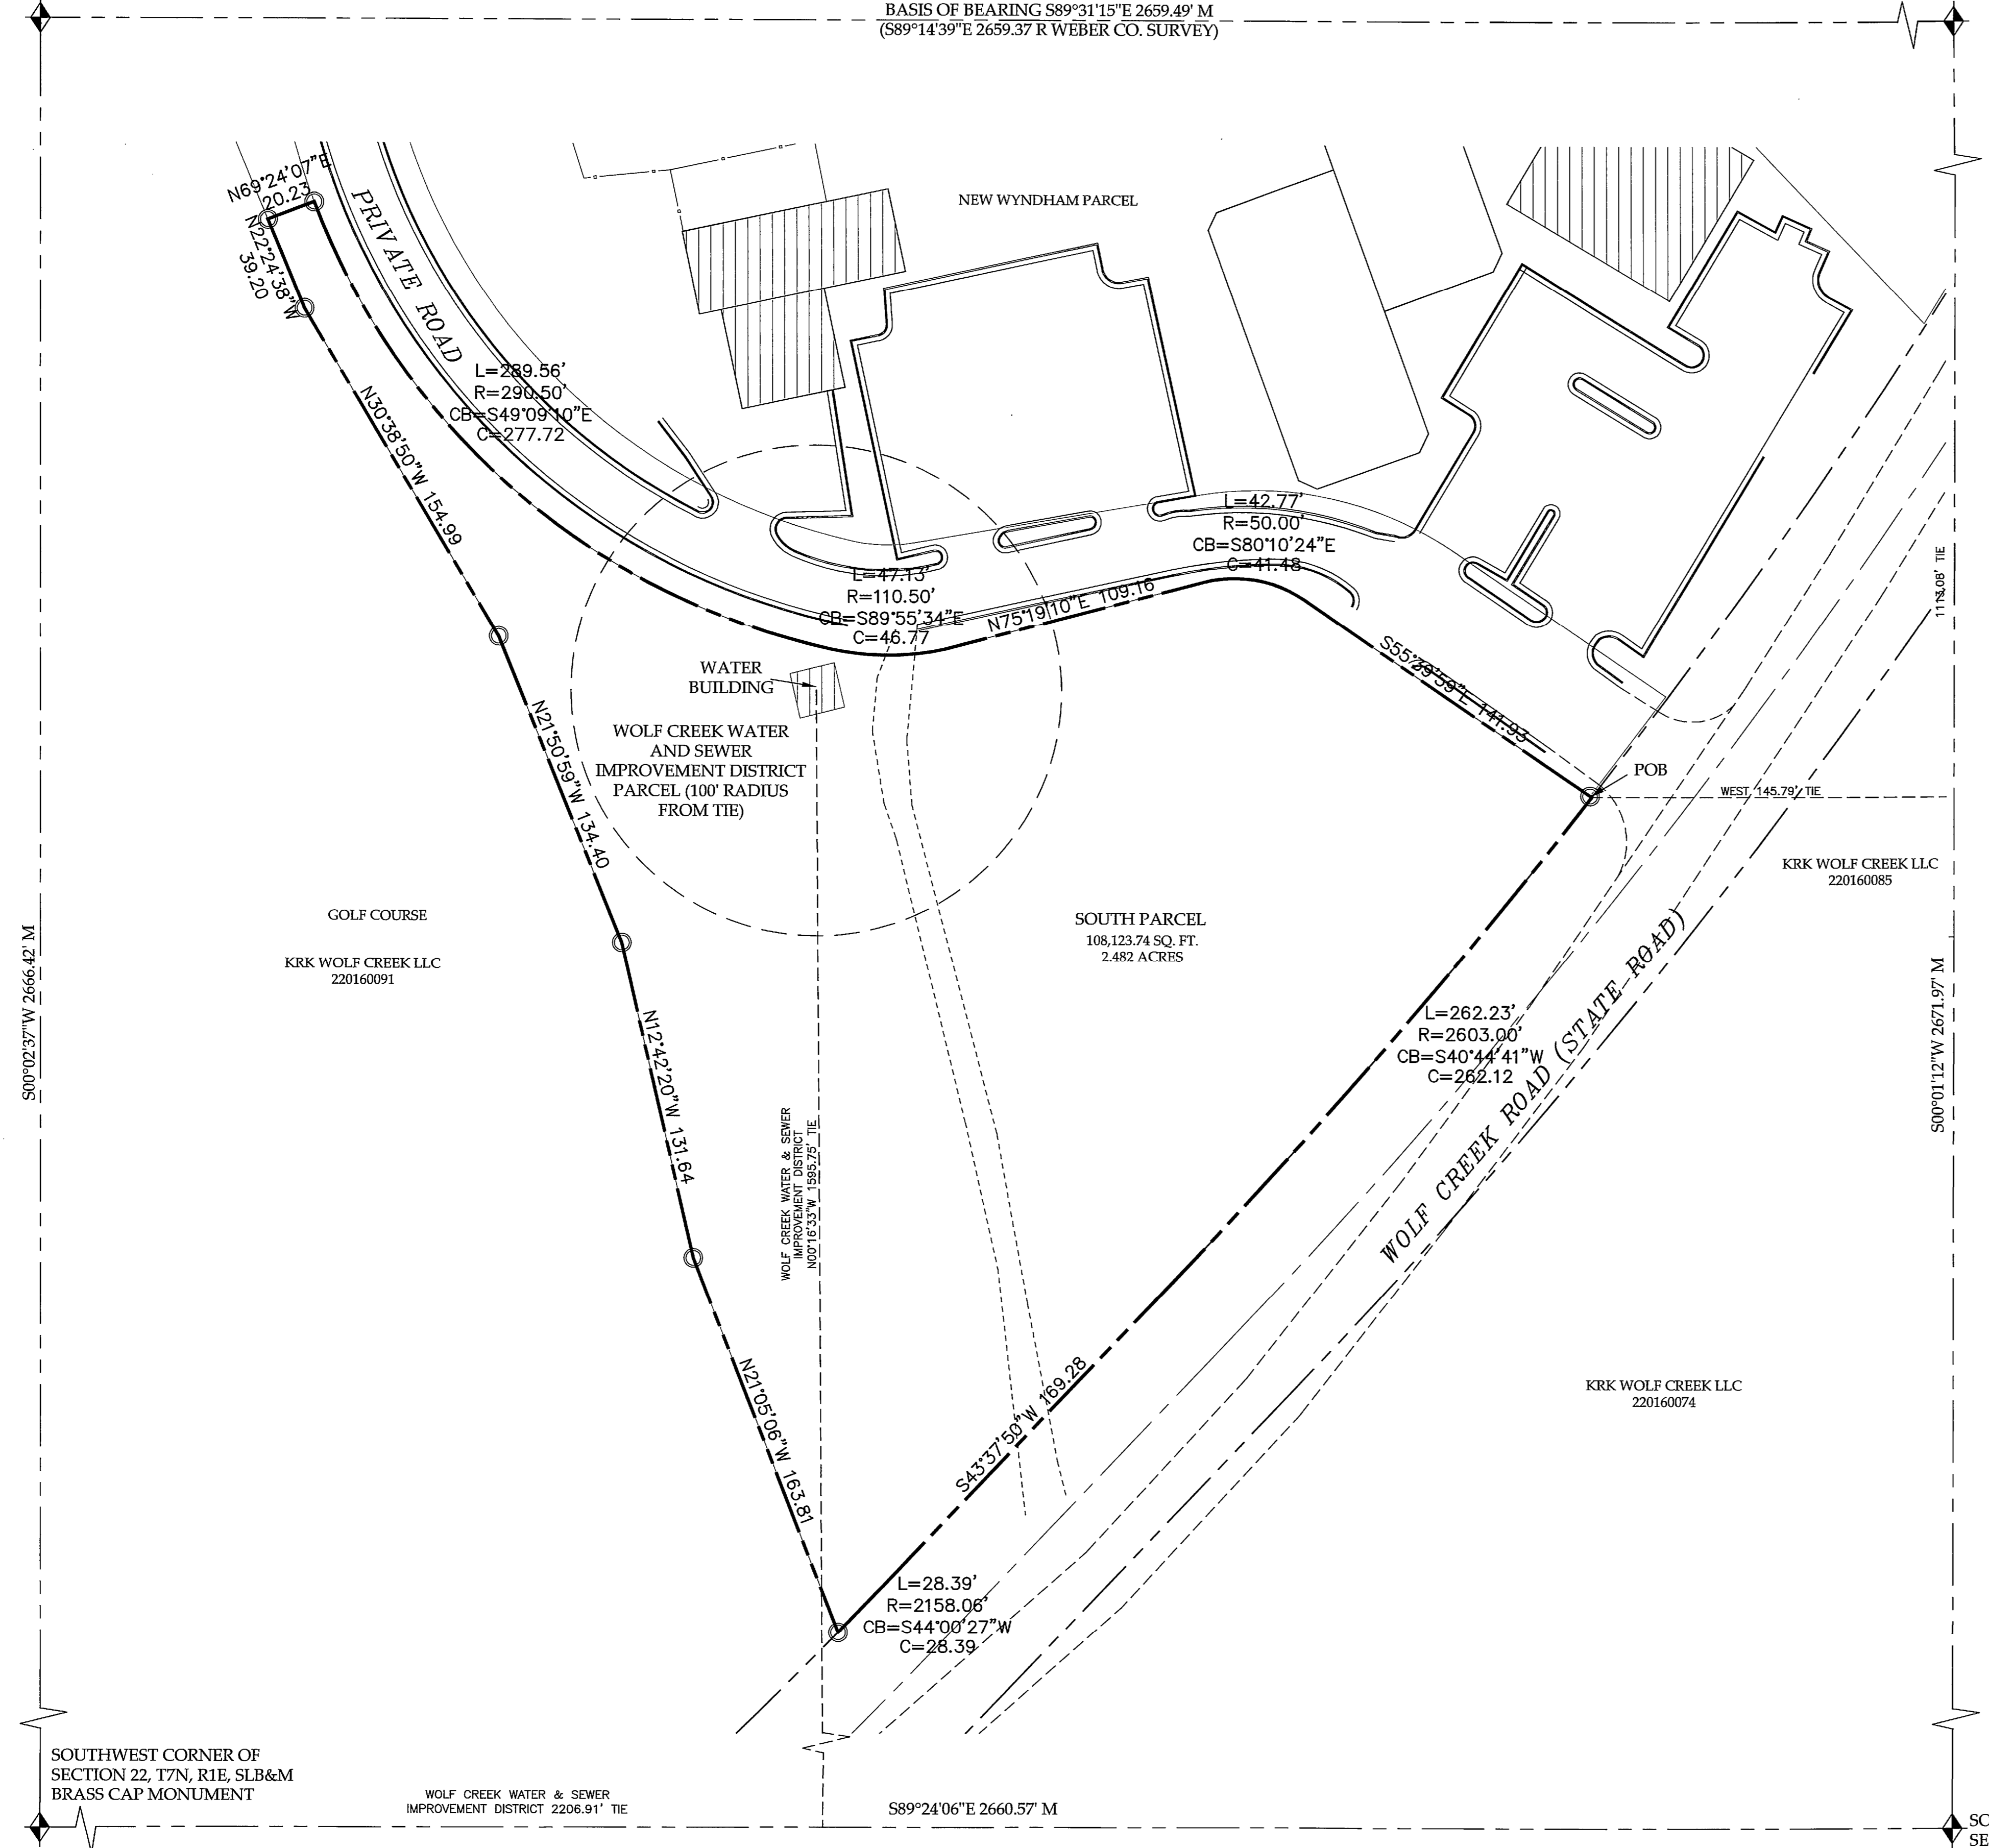 BASIS OF BEARING S89°31'15"E 2659.49' M
(S89°14'39"E 2659.37 R WEBER CO. SURVEY)
N69°24'07"E
20.23
N22°24'38"W
39.20
PRIVATE ROAD
NEW WYNDHAM PARCEL
L=289.56'
R=290.50'
CB=S49°09'10"E
C=277.72
N30°38'50"W 154.99
L=42.77'
R=50.00'
CB=S80°10'24"E
C=41.48
L=47.13'
R=110.50'
CB=S89°55'34"E
C=46.77
N75°19'10"E 109.16
1113.08' TIE
S55°39'59"E 141.93
WATER
BUILDING
WOLF CREEK WATER
AND SEWER
IMPROVEMENT DISTRICT
PARCEL (100' RADIUS
FROM TIE)
POB
WEST 145.79' TIE
N21°50'59"W 134.40
KRK WOLF CREEK LLC
220160085
GOLF COURSE
KRK WOLF CREEK LLC
220160091
SOUTH PARCEL
108,123.74 SQ. FT.
2.482 ACRES
S00°02'37"W 2666.42' M
S00°01'12"W 2671.97' M
L=262.23'
R=2603.00'
CB=S40°44'41"W
C=262.12
WOLF CREEK ROAD (STATE ROAD)
N12°42'20"W 131.64
WOLF CREEK WATER & SEWER
IMPROVEMENT DISTRICT
N00°16'33"W 1595.75' TIE
N21°05'06"W 163.81
S43°37'50"W 169.28
KRK WOLF CREEK LLC
220160074
L=28.39'
R=2158.06'
CB=S44°00'27"W
C=28.39
SOUTHWEST CORNER OF
SECTION 22, T7N, R1E, SLB&M
BRASS CAP MONUMENT
WOLF CREEK WATER & SEWER
IMPROVEMENT DISTRICT 2206.91' TIE
S89°24'06"E 2660.57' M
SO
SE